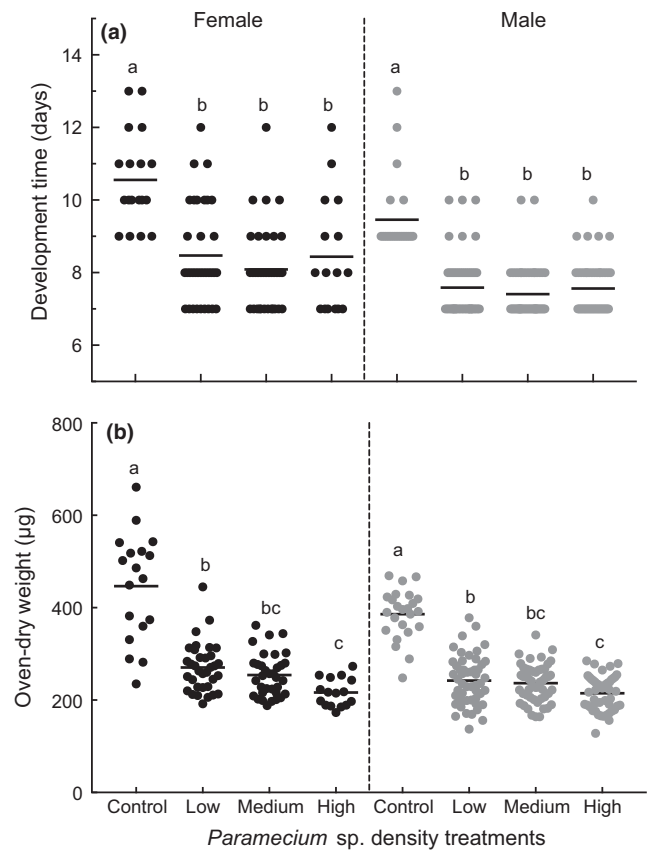 (a)
Female
Male
Development time (days)
14
12
10
8
6
a
b
b
b
a
b
b
b
(b)
Oven-dry weight (µg)
800
600
400
200
0
a
b
bc
c
a
b
bc
c
Control Low Medium High Control Low Medium High
Paramecium sp. density treatments